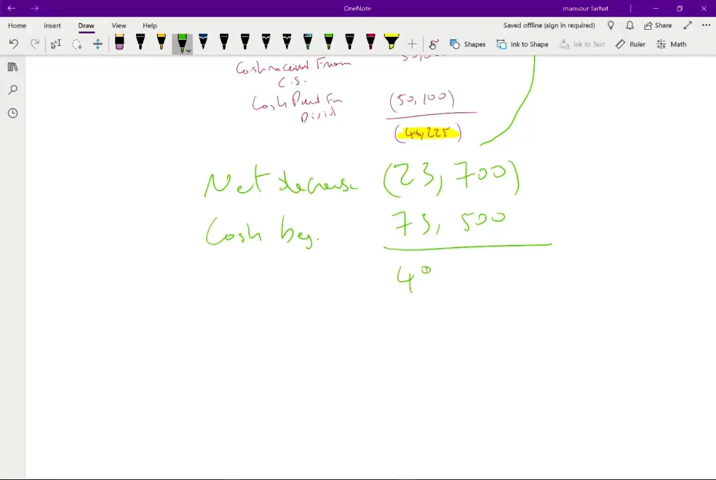 OneNote
mansour farhat
Home Insert Draw View Help
Saved offline (sign in required) Share
Shapes Ink to Shape Ink to Text Ruler Math
Cash received From
C.S.
Cash Paid For (50,100)
Divid
(44,225)
Net decrease (23,700)
Cash beg. 73,500
40